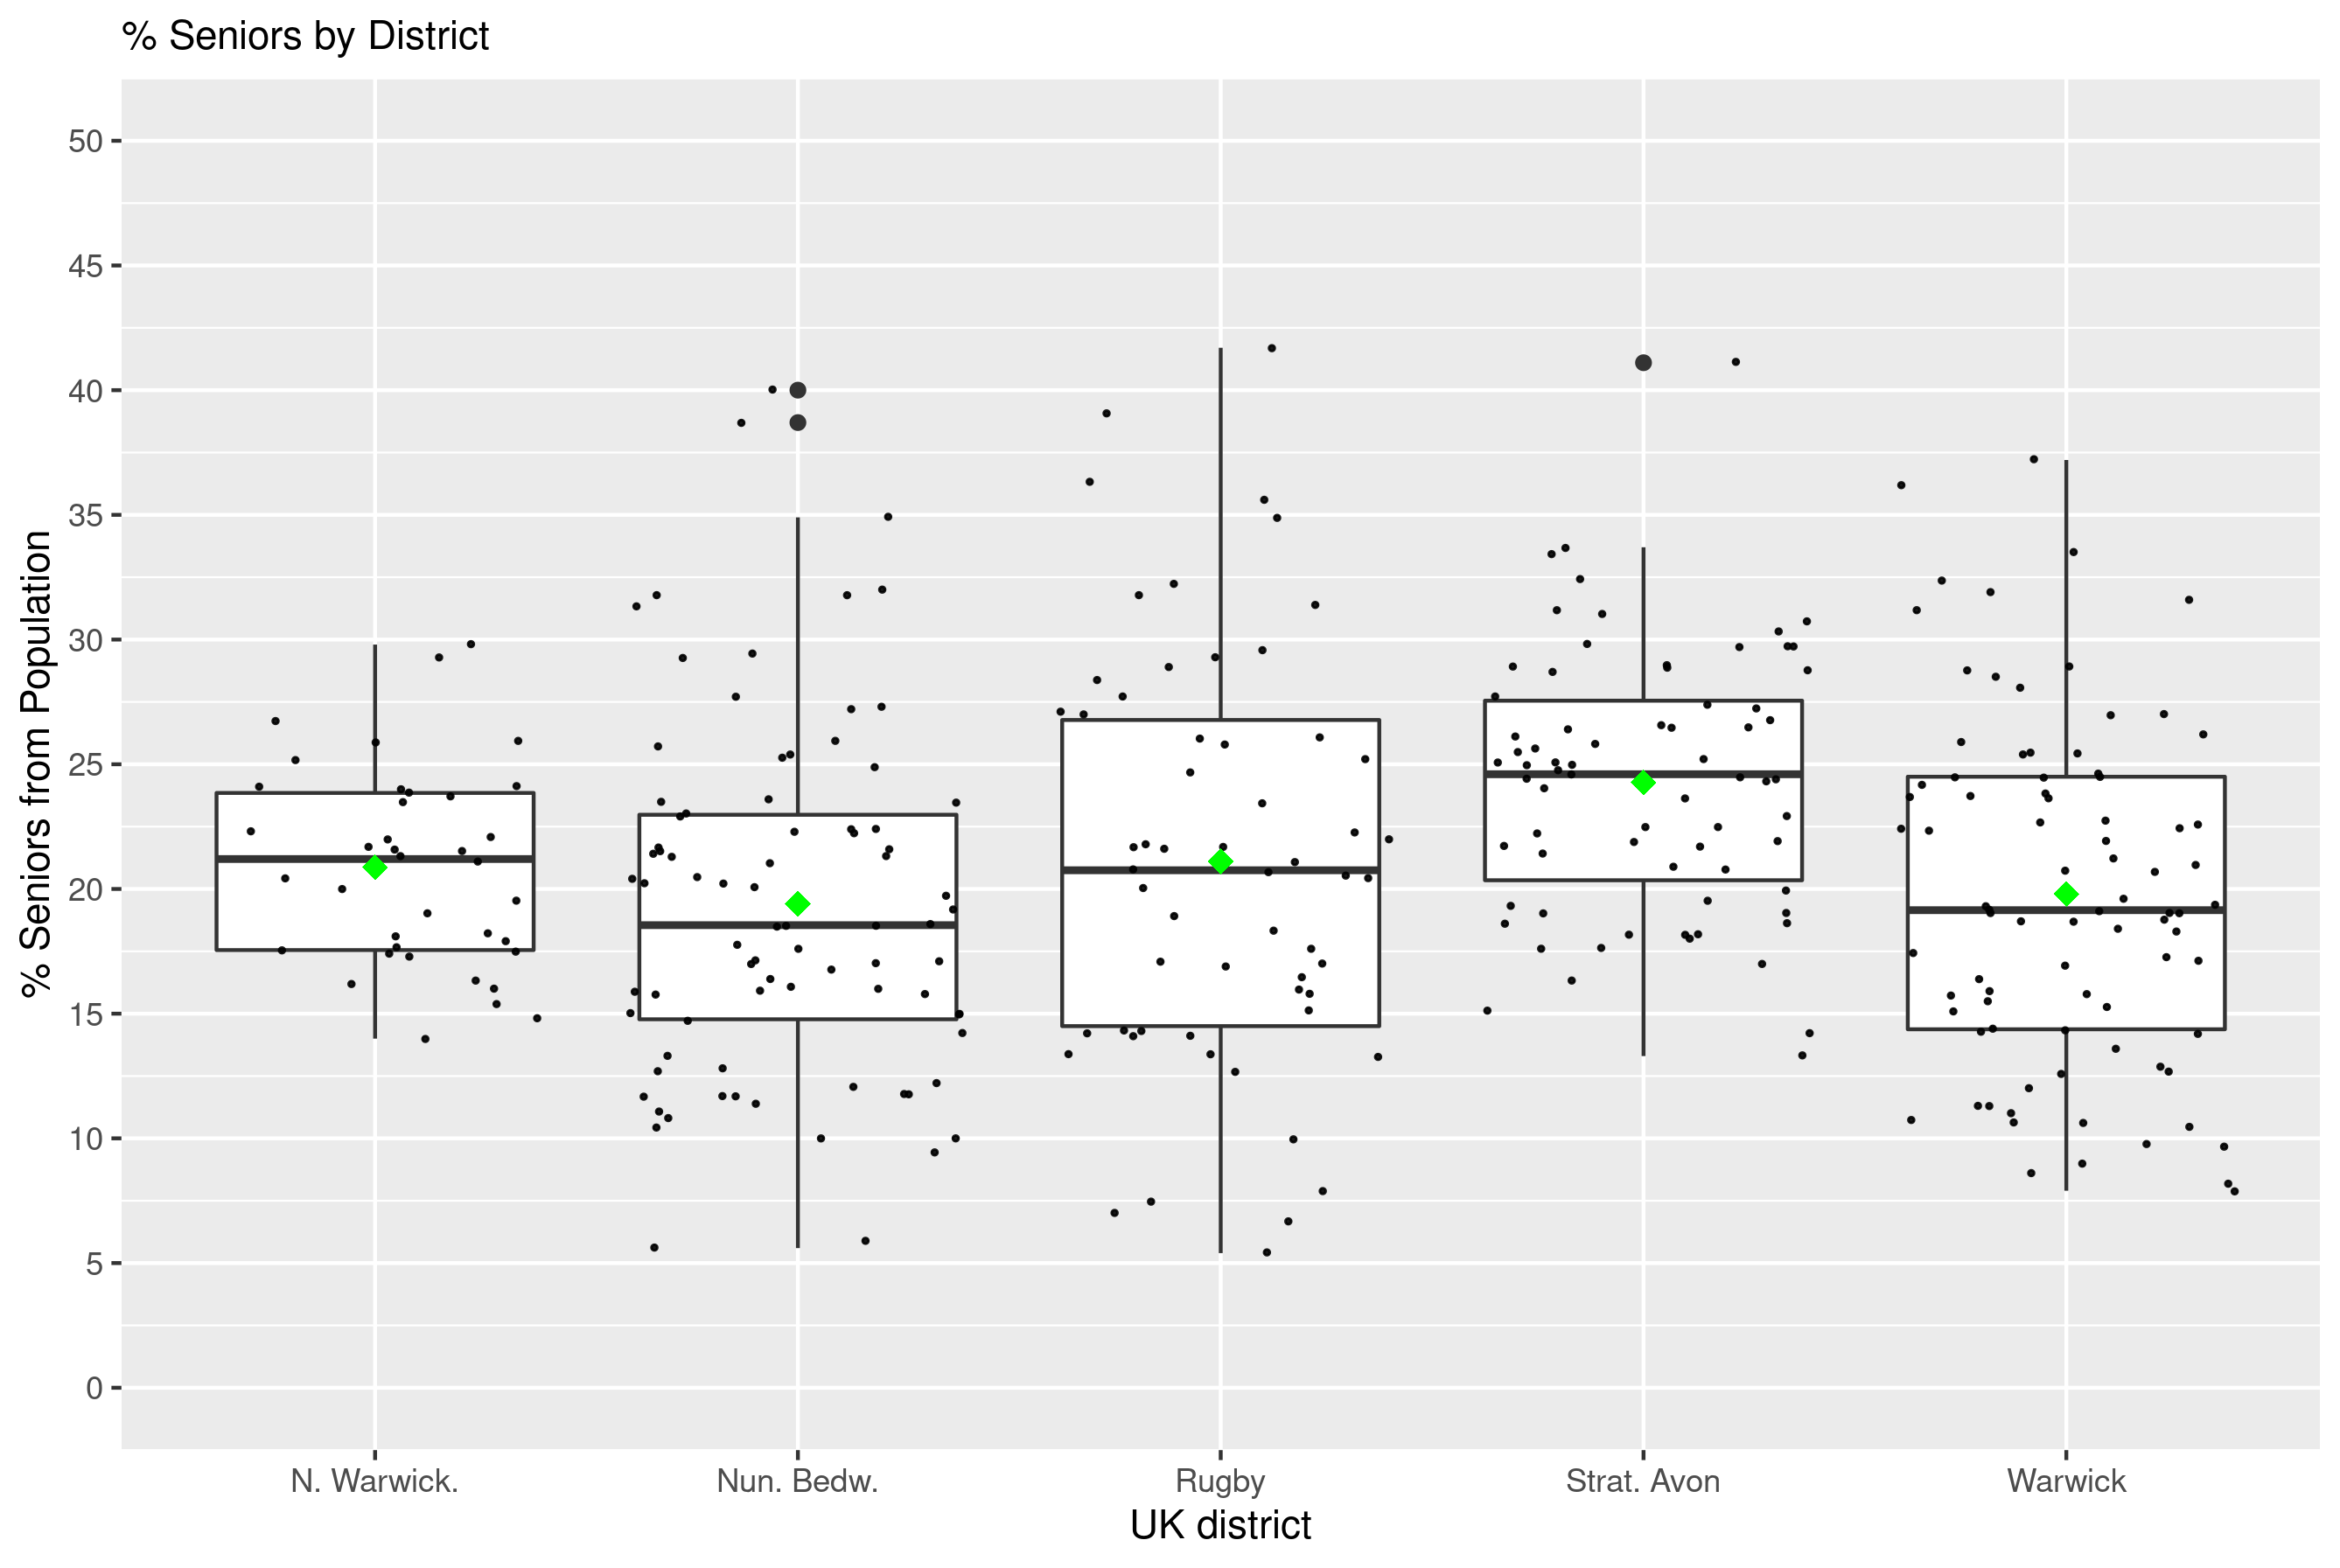 % Seniors by District
50
45
40
35
30
25
20
15
10
5
0
% Seniors from Population
N. Warwick.
Nun. Bedw.
Rugby
Strat. Avon
Warwick
UK district